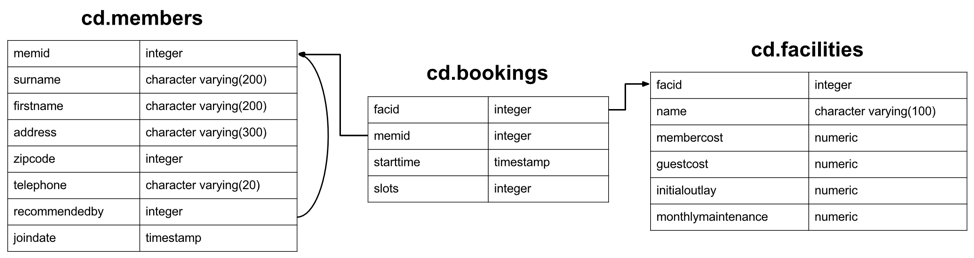 cd.members
memid integer
surname character varying(200)
firstname character varying(200)
address character varying(300)
zipcode integer
telephone character varying(20)
recommendedby integer
joindate timestamp
cd.bookings
facid integer
memid integer
starttime timestamp
slots integer
cd.facilities
facid integer
name character varying(100)
membercost numeric
guestcost numeric
initialoutlay numeric
monthlymaintenance numeric